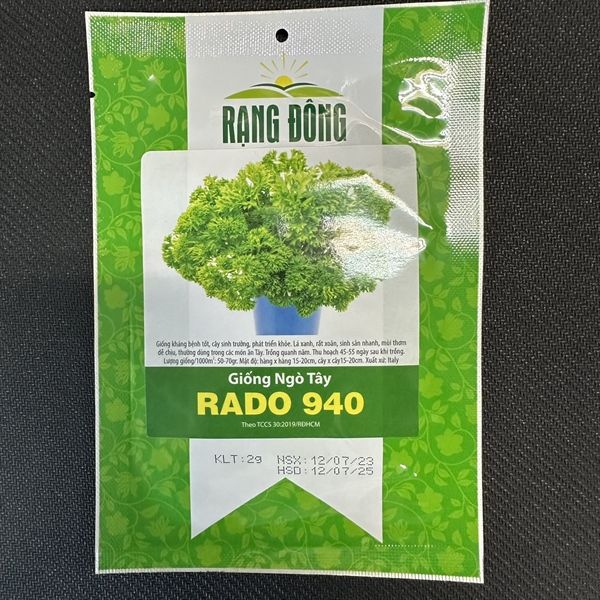 RẠNG ĐÔNG
Giống kháng bệnh tốt, cây sinh trưởng, phát triển khỏe. Lá xanh, rất xoăn, sinh sản nhanh, mùi thơm
dễ chịu, thường dùng trong các món ăn Tây. Trồng quanh năm. Thu hoạch 45-55 ngày sau khi trồng.
Lượng giống/1000m²: 50-70gr. Mật độ: hàng x hàng 15-20cm, cây x cây15-20cm. Xuất xứ: Italy
Giống Ngò Tây
RADO 940
Theo TCCS 30:2019/RĐHCM
KLT:2g NSX:12/07/23
HSD:12/07/25